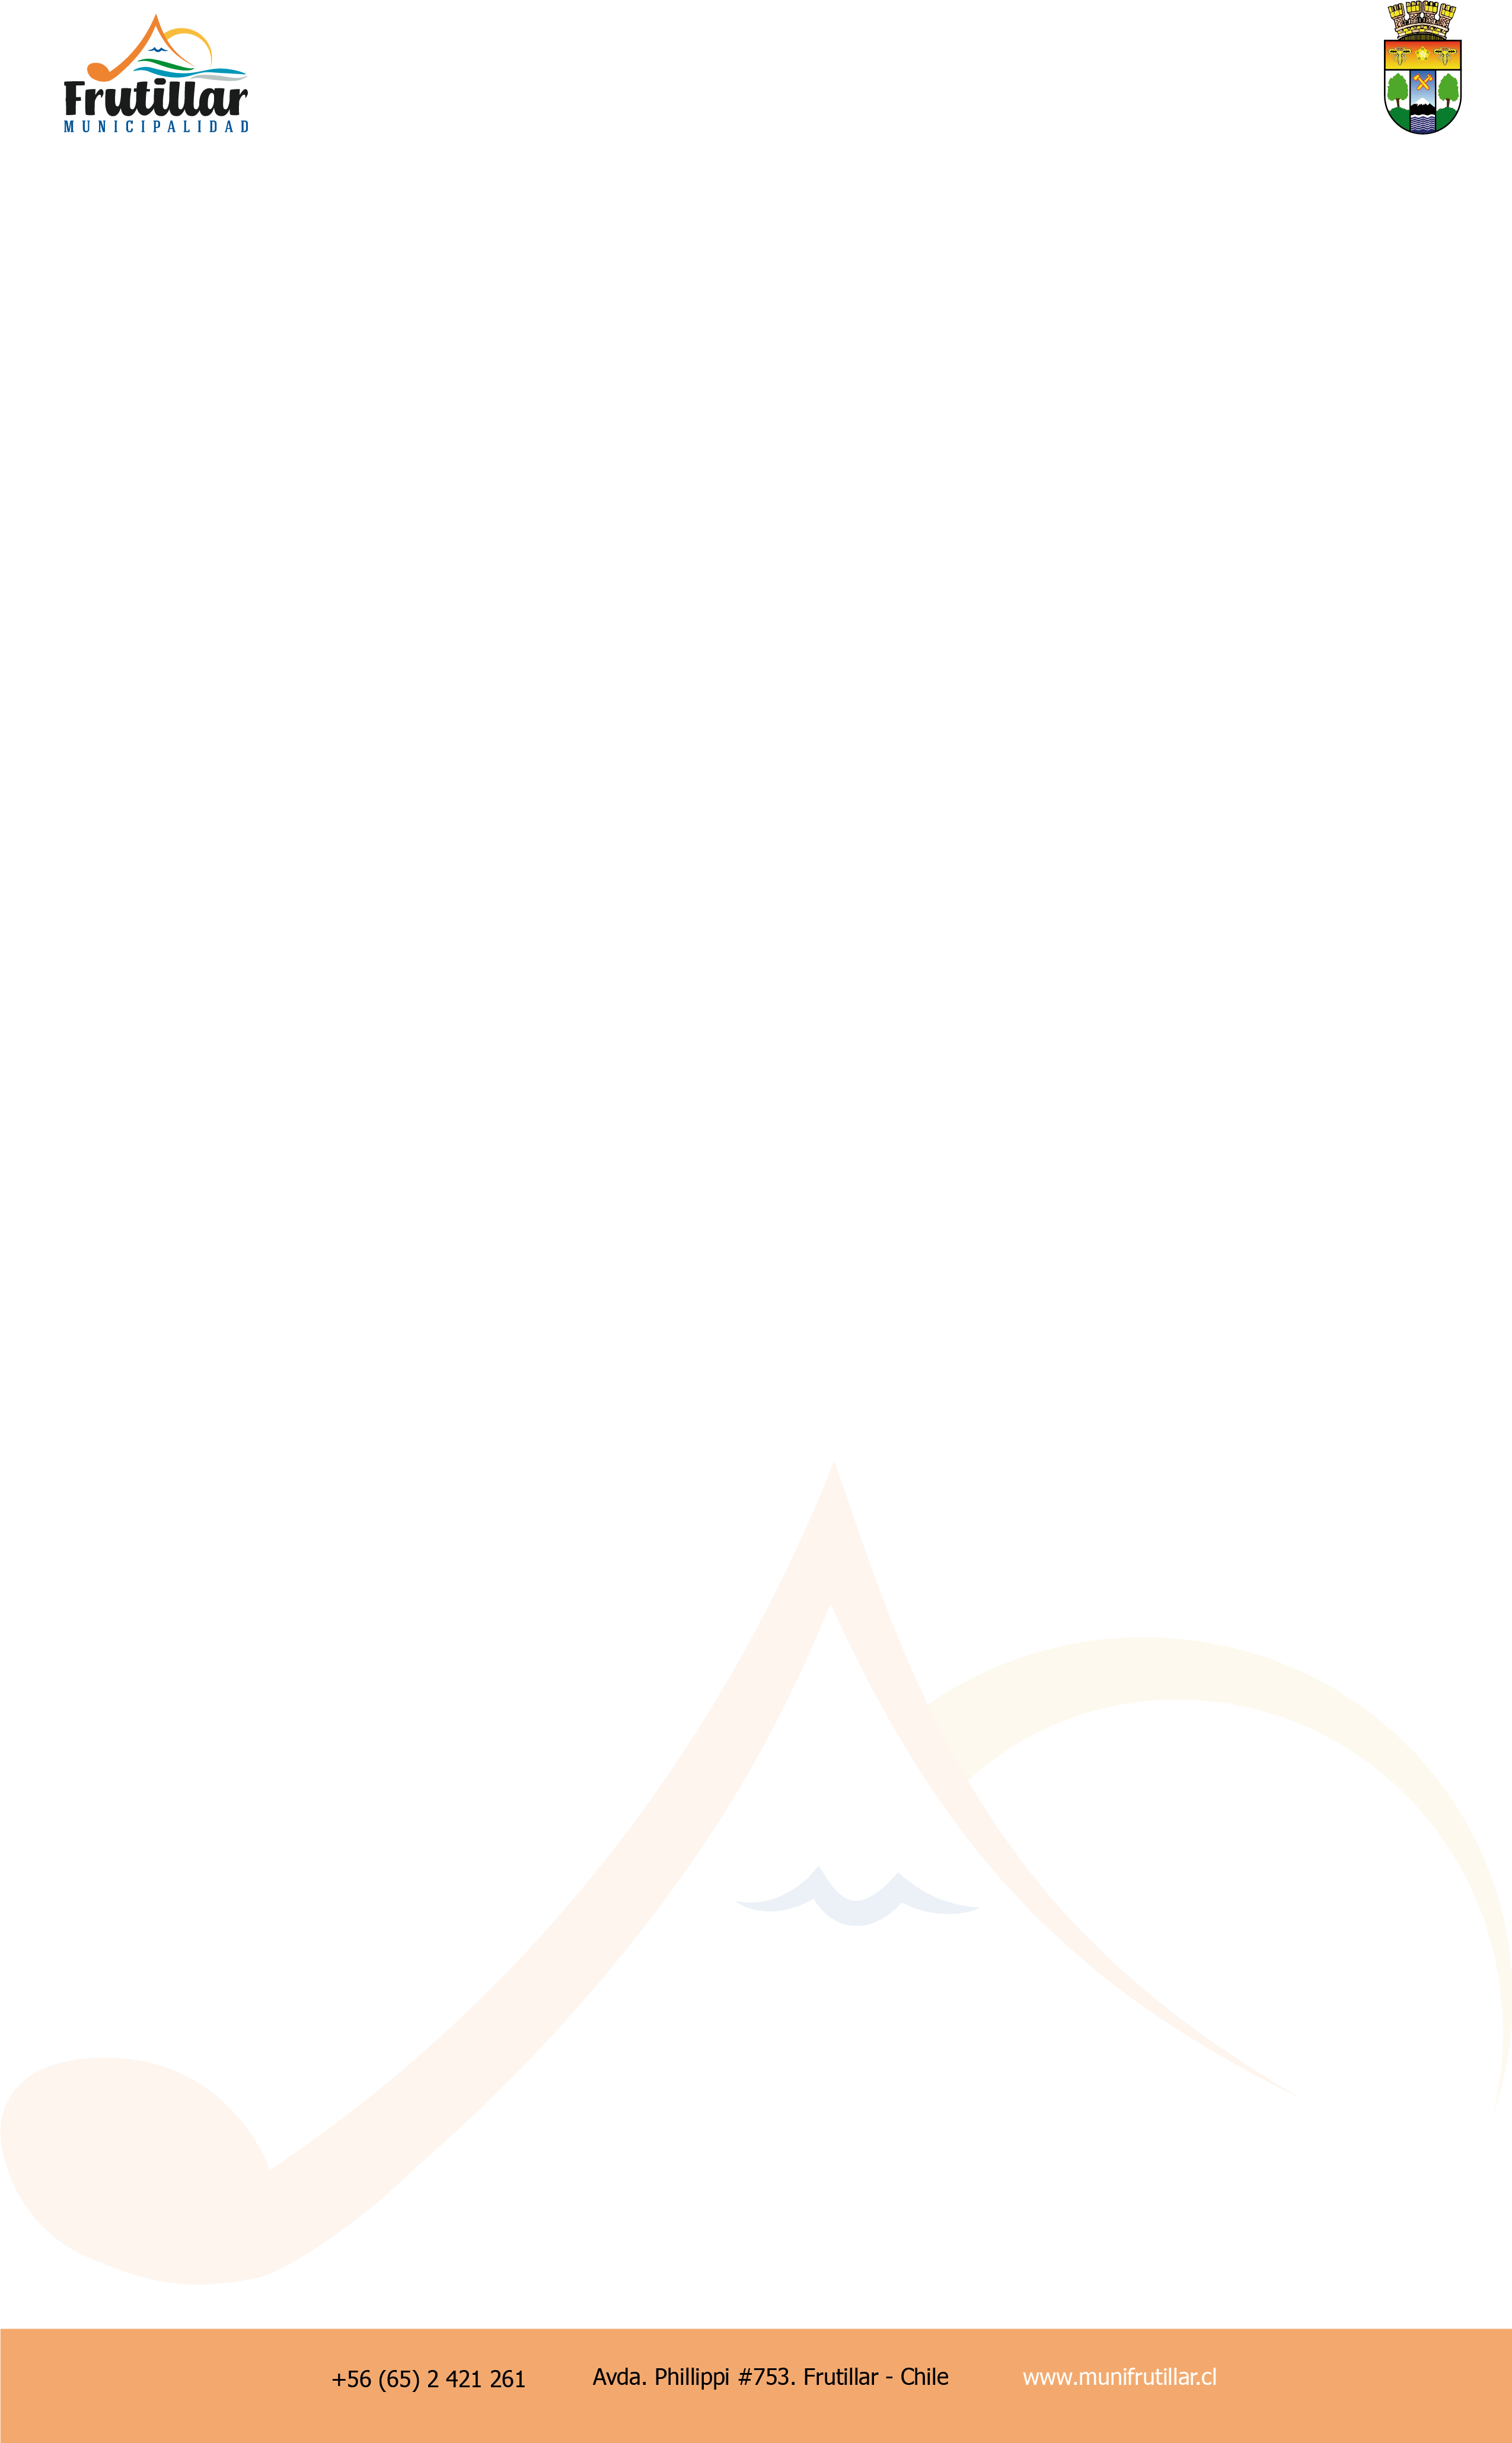 Frutillar
MUNICIPALIDAD
+56 (65) 2 421 261
Avda. Phillippi #753. Frutillar - Chile
www.munifrutillar.cl